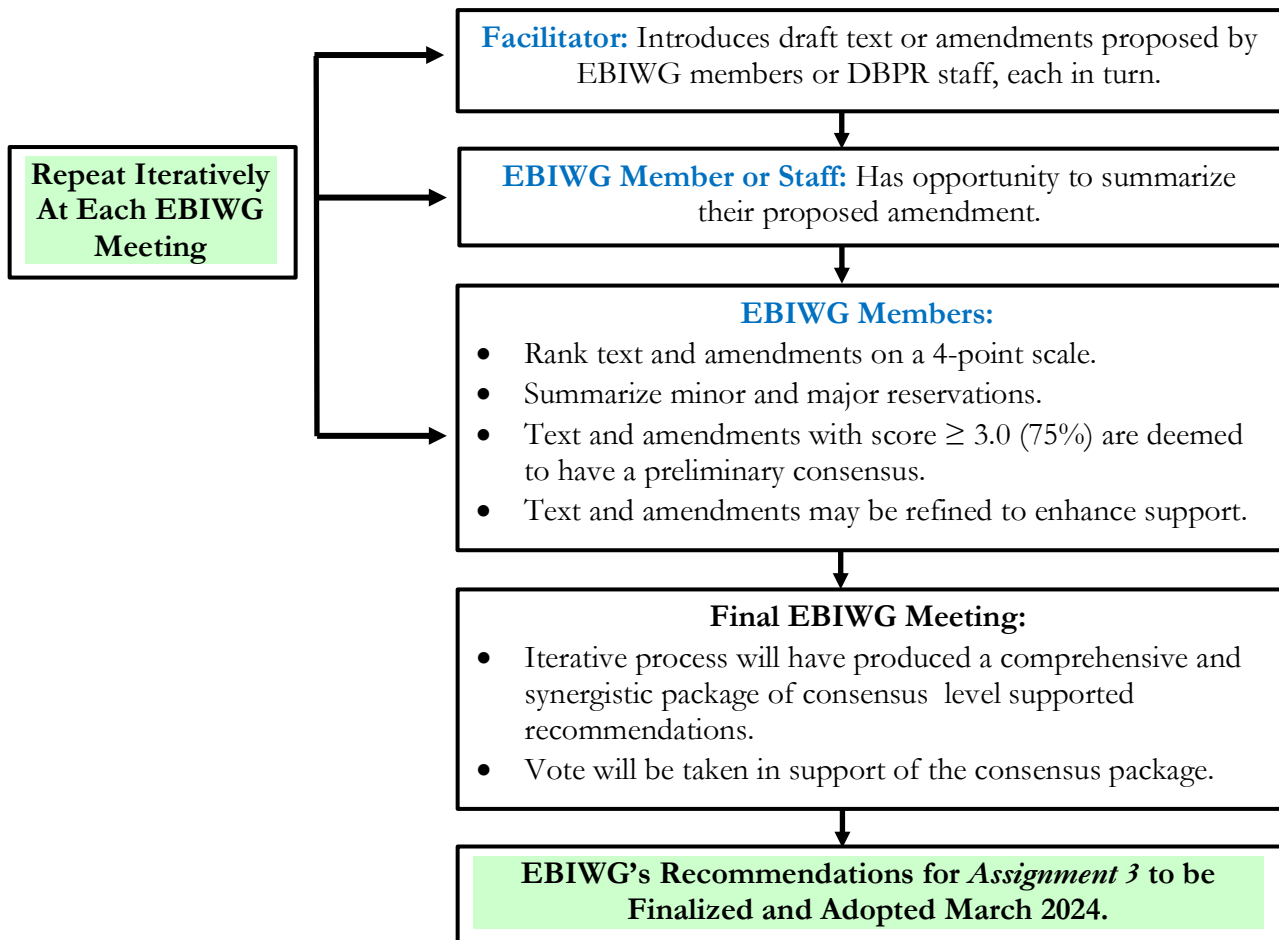 Facilitator: Introduces draft text or amendments proposed by
EBIWG members or DBPR staff, each in turn.
Repeat Iteratively
At Each EBIWG
Meeting
EBIWG Member or Staff: Has opportunity to summarize
their proposed amendment.
EBIWG Members:
• Rank text and amendments on a 4-point scale.
• Summarize minor and major reservations.
• Text and amendments with score ≥ 3.0 (75%) are deemed
to have a preliminary consensus.
• Text and amendments may be refined to enhance support.
Final EBIWG Meeting:
• Iterative process will have produced a comprehensive and
synergistic package of consensus level supported
recommendations.
• Vote will be taken in support of the consensus package.
EBIWG’s Recommendations for Assignment 3 to be
Finalized and Adopted March 2024.